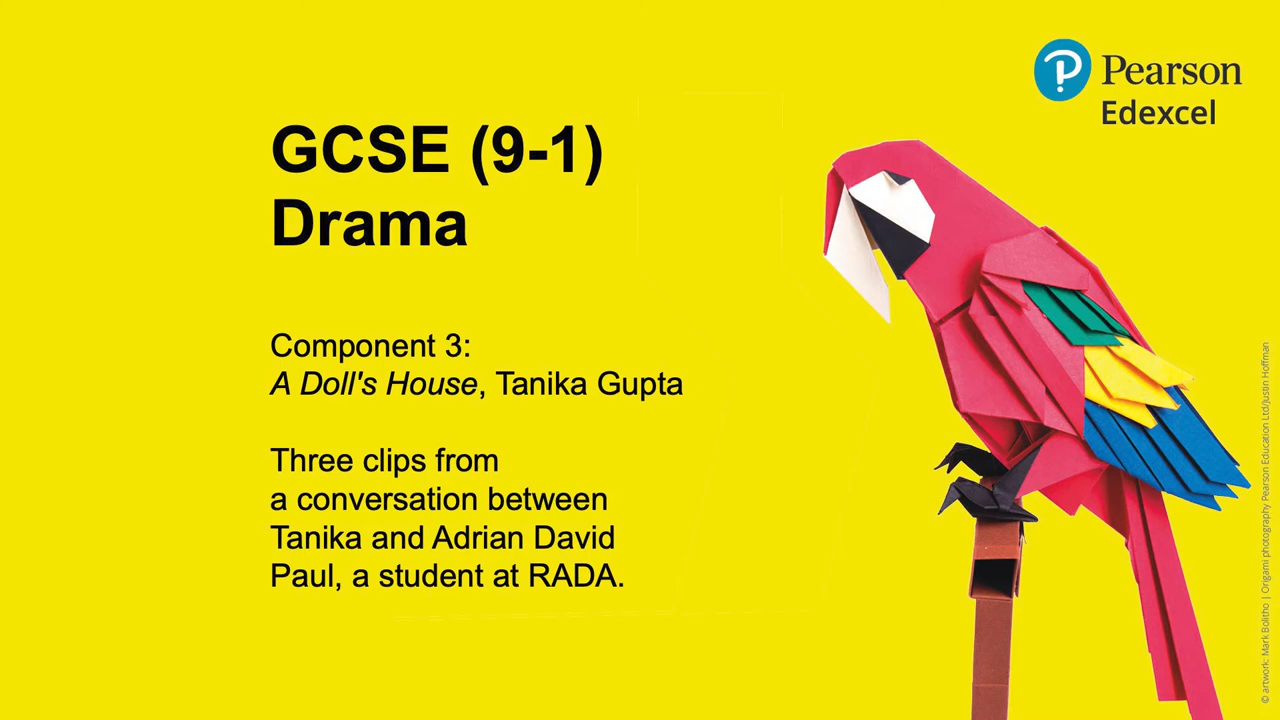 Pearson
Edexcel
GCSE (9-1)
Drama
Component 3:
A Doll's House, Tanika Gupta
Three clips from
a conversation between
Tanika and Adrian David
Paul, a student at RADA.
© artwork: Mark Bolitho | Origami photography Pearson Education Ltd/Justin Hoffman